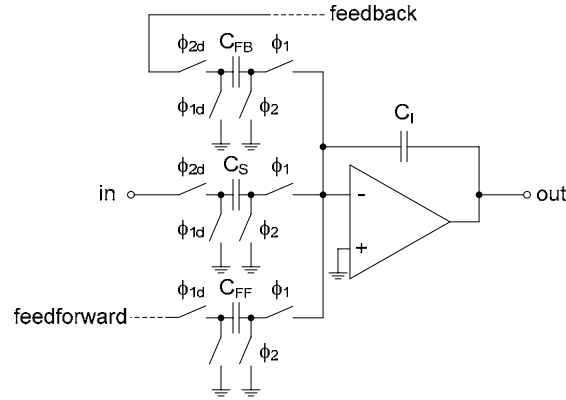 feedback
ϕ2d CFB ϕ1
ϕ1d ϕ2
CI
ϕ2d CS ϕ1
in - out
ϕ1d ϕ2 +
ϕ1d CFF ϕ1
feedforward
ϕ2